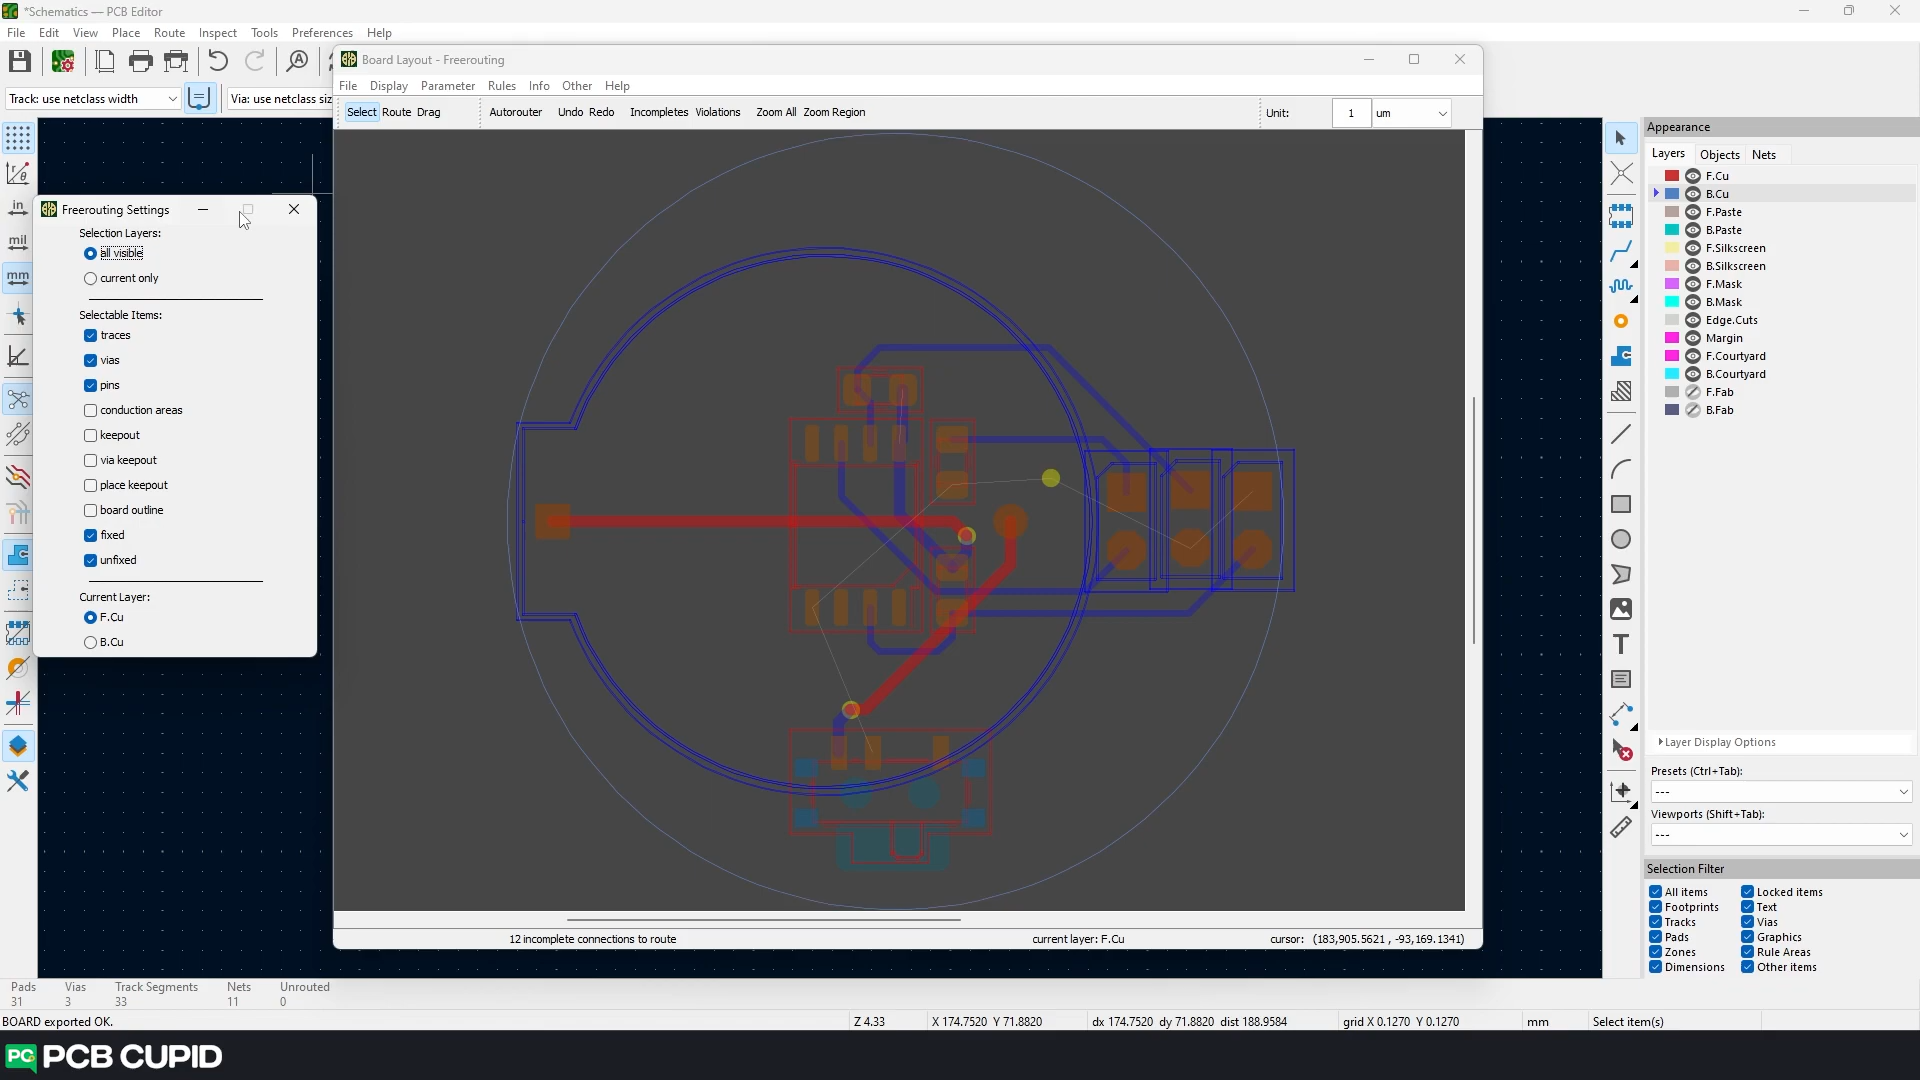 *Schematics — PCB Editor
File Edit View Place Route Inspect Tools Preferences Help
Track: use netclass width
Via: use netclass siz
Board Layout - Freerouting
File Display Parameter Rules Info Other Help
Select Route Drag Autorouter Undo Redo Incompletes Violations Zoom All Zoom Region Unit: 1 um
in
mil
mm
Freerouting Settings
Selection Layers:
all visible
current only
Selectable Items:
traces
vias
pins
conduction areas
keepout
via keepout
place keepout
board outline
fixed
unfixed
Current Layer:
F.Cu
B.Cu
12 incomplete connections to route current layer: F.Cu cursor: (183,905.5621 , -93,169.1341)
Appearance
Layers Objects Nets
F.Cu
B.Cu
F.Paste
B.Paste
F.Silkscreen
B.Silkscreen
F.Mask
B.Mask
Edge.Cuts
Margin
F.Courtyard
B.Courtyard
F.Fab
B.Fab
Layer Display Options
Presets (Ctrl+Tab):
---
Viewports (Shift+Tab):
---
Selection Filter
All items Locked items
Footprints Text
Tracks Vias
Pads Graphics
Zones Rule Areas
Dimensions Other items
Pads Vias Track Segments Nets Unrouted
31 3 33 11 0
BOARD exported OK. Z 4.33 X 174.7520 Y 71.8820 dx 174.7520 dy 71.8820 dist 188.9584 grid X 0.1270 Y 0.1270 mm Select item(s)
PC PCB CUPID